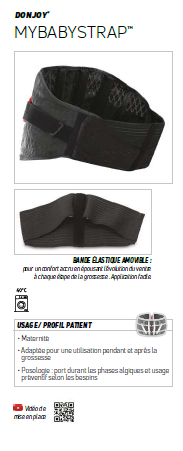 DONJOY®
MYBABYSTRAP™
BANDE ÉLASTIQUE AMOVIBLE :
pour un confort accru en épousant l'évolution du ventre
à chaque étape de la grossesse. Application facile
40°C
USAGE/ PROFIL PATIENT
• Maternité
• Adaptée pour une utilisation pendant et après la
grossesse
• Posologie : port durant les phases algiques et usage
préventif selon les besoins
Vidéo de
mise en place